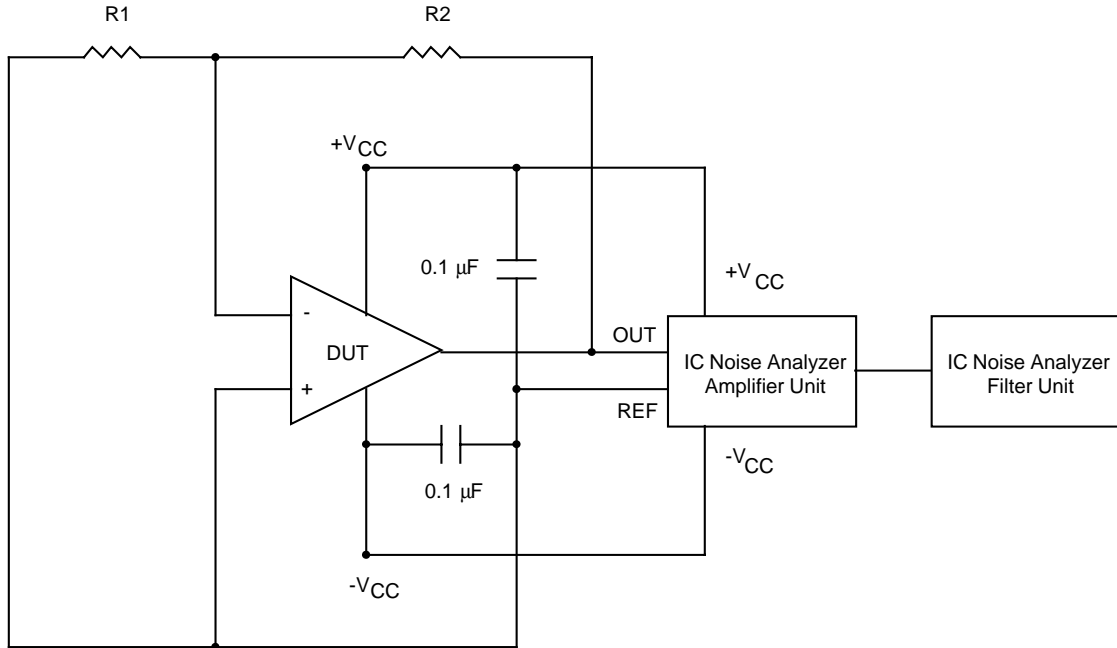 R1
R2
+VCC
0.1 μF
+VCC
-
DUT
+
OUT
REF
IC Noise Analyzer
Amplifier Unit
IC Noise Analyzer
Filter Unit
0.1 μF
-VCC
-VCC